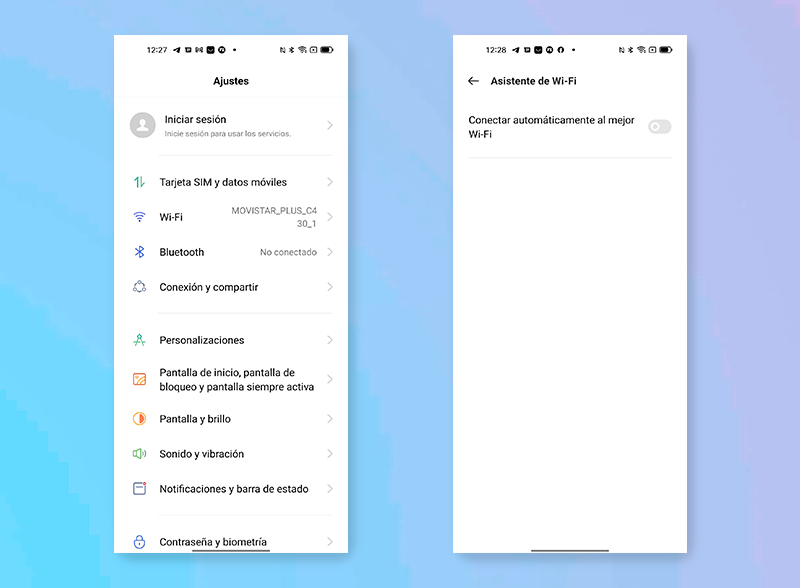 12:27
Ajustes
Iniciar sesión
Inicie sesión para usar los servicios.
Tarjeta SIM y datos móviles
Wi-Fi
MOVISTAR_PLUS_C4
30_1
Bluetooth
No conectado
Conexión y compartir
Personalizaciones
Pantalla de inicio, pantalla de
bloqueo y pantalla siempre activa
Pantalla y brillo
Sonido y vibración
Notificaciones y barra de estado
Contraseña y biometría
12:28
Asistente de Wi-Fi
Conectar automáticamente al mejor
Wi-Fi